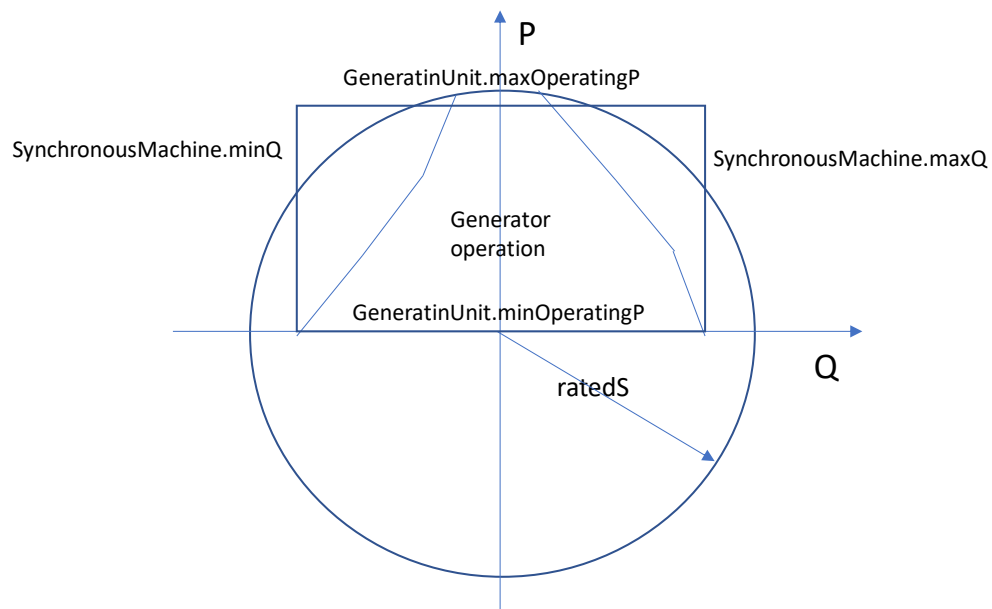 P
GeneratinUnit.maxOperatingP
SynchronousMachine.minQ
SynchronousMachine.maxQ
Generator
operation
GeneratinUnit.minOperatingP
Q
ratedS